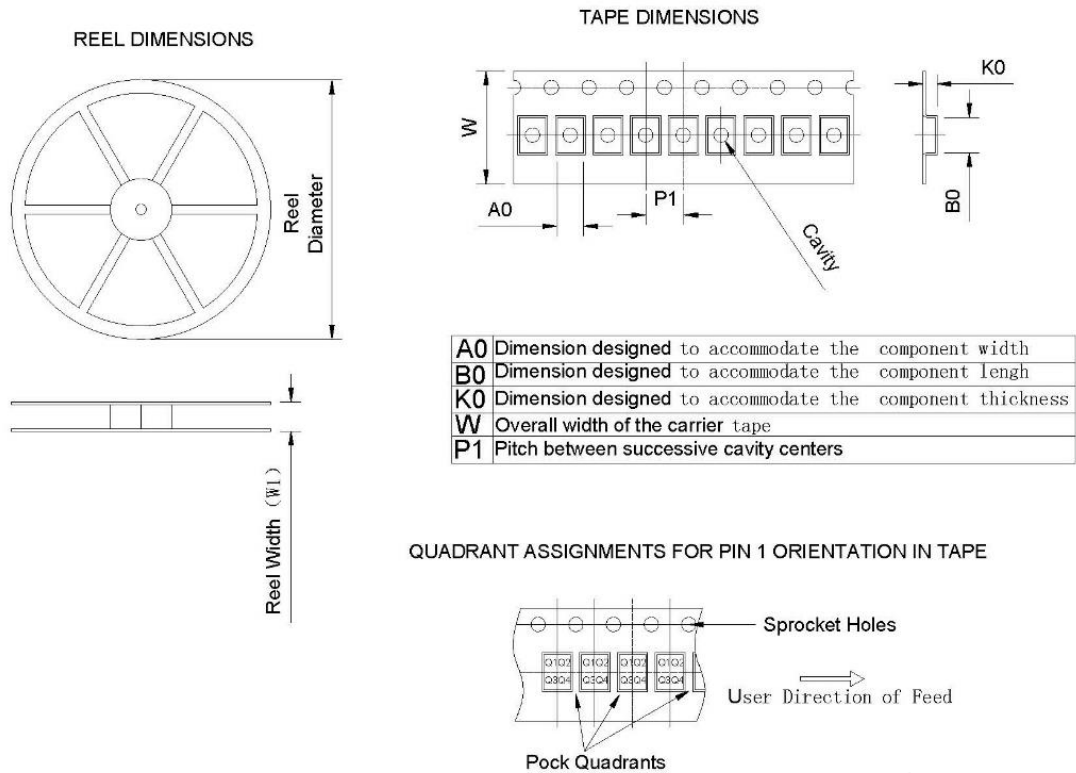 REEL DIMENSIONS
Reel
Diameter
Reel Width (W1)
TAPE DIMENSIONS
W
A0
P1
Cavity
K0
B0
A0 Dimension designed to accommodate the component width
B0 Dimension designed to accommodate the component lengh
K0 Dimension designed to accommodate the component thickness
W Overall width of the carrier tape
P1 Pitch between successive cavity centers
QUADRANT ASSIGNMENTS FOR PIN 1 ORIENTATION IN TAPE
Sprocket Holes
Q1Q2 Q1Q2 Q1Q2 Q1Q2
Q3Q4 Q3Q4 Q3Q4 Q3Q4
User Direction of Feed
Pock Quadrants